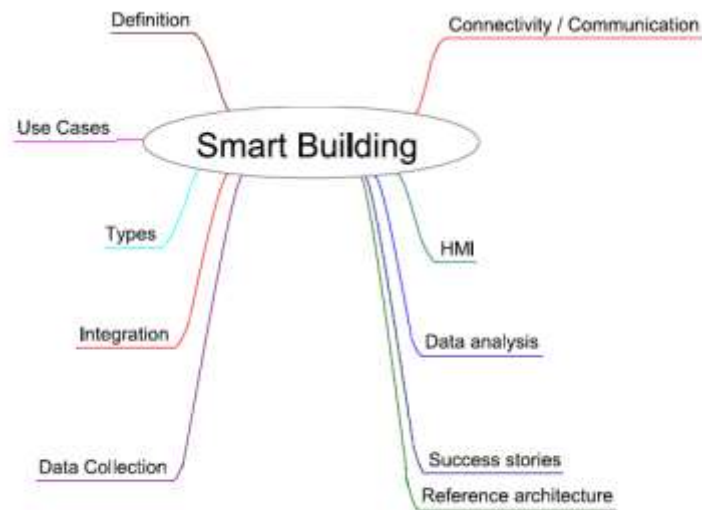 Definition
Connectivity / Communication
Use Cases
Smart Building
Types
HMI
Integration
Data analysis
Data Collection
Success stories
Reference architecture